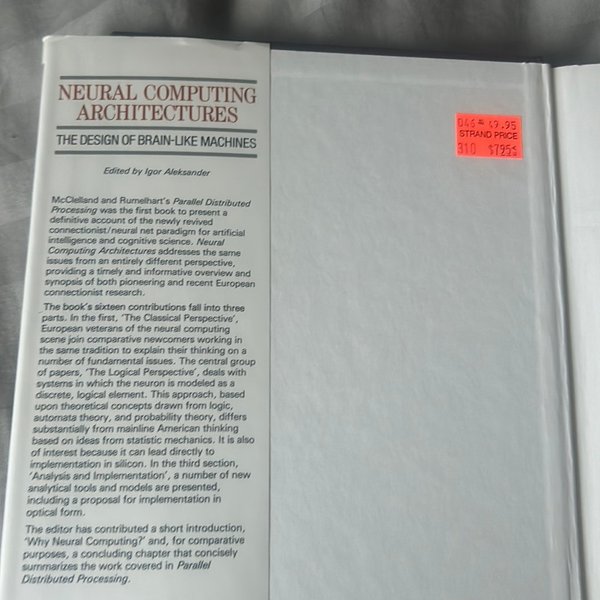 NEURAL COMPUTING
ARCHITECTURES
THE DESIGN OF BRAIN-LIKE MACHINES
Edited by Igor Aleksander
McClelland and Rumelhart's Parallel Distributed
Processing was the first book to present a
definitive account of the newly revived
connectionist/neural net paradigm for artificial
intelligence and cognitive science. Neural
Computing Architectures addresses the same
issues from an entirely different perspective,
providing a timely and informative overview and
synopsis of both pioneering and recent European
connectionist research.
The book's sixteen contributions fall into three
parts. In the first, 'The Classical Perspective',
European veterans of the neural computing
scene join comparative newcomers working in
the same tradition to explain their thinking on a
number of fundamental issues. The central group
of papers, 'The Logical Perspective', deals with
systems in which the neuron is modeled as a
discrete, logical element. This approach, based
upon theoretical concepts drawn from logic,
automata theory, and probability theory, differs
substantially from mainline American thinking
based on ideas from statistic mechanics. It is also
of interest because it can lead directly to
implementation in silicon. In the third section,
'Analysis and Implementation', a number of new
analytical tools and models are presented,
including a proposal for implementation in
optical form.
The editor has contributed a short introduction,
'Why Neural Computing?' and, for comparative
purposes, a concluding chapter that concisely
summarizes the work covered in Parallel
Distributed Processing.
49.95
STRAND PRICE
310